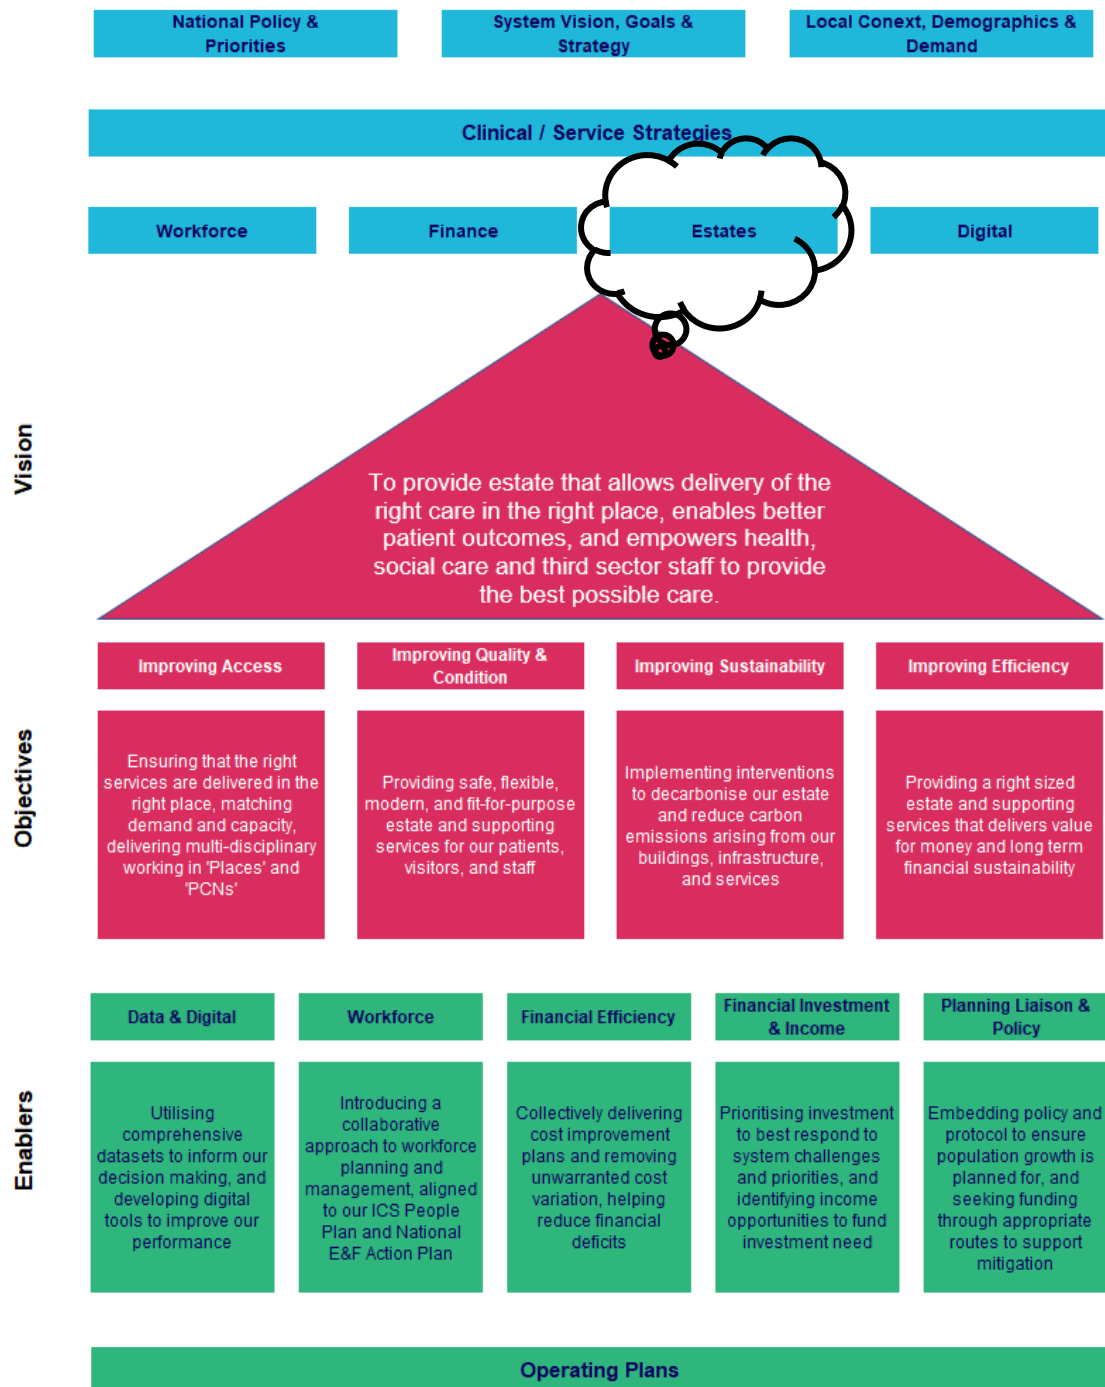 National Policy &
Priorities
System Vision, Goals &
Strategy
Local Conext, Demographics &
Demand
Clinical / Service Strategies
Workforce
Finance
Estates
Digital
Vision
To provide estate that allows delivery of the
right care in the right place, enables better
patient outcomes, and empowers health,
social care and third sector staff to provide
the best possible care.
Objectives
Improving Access
Improving Quality &
Condition
Improving Sustainability
Improving Efficiency
Ensuring that the right
services are delivered in the
right place, matching
demand and capacity,
delivering multi-disciplinary
working in 'Places' and
'PCNs'
Providing safe, flexible,
modern, and fit-for-purpose
estate and supporting
services for our patients,
visitors, and staff
Implementing interventions
to decarbonise our estate
and reduce carbon
emissions arising from our
buildings, infrastructure,
and services
Providing a right sized
estate and supporting
services that delivers value
for money and long term
financial sustainability
Enablers
Data & Digital
Workforce
Financial Efficiency
Financial Investment
& Income
Planning Liaison &
Policy
Utilising
comprehensive
datasets to inform our
decision making, and
developing digital
tools to improve our
performance
Introducing a
collaborative
approach to workforce
planning and
management, aligned
to our ICS People
Plan and National
E&F Action Plan
Collectively delivering
cost improvement
plans and removing
unwarranted cost
variation, helping
reduce financial
deficits
Prioritising investment
to best respond to
system challenges
and priorities, and
identifying income
opportunities to fund
investment need
Embedding policy and
protocol to ensure
population growth is
planned for, and
seeking funding
through appropriate
routes to support
mitigation
Operating Plans